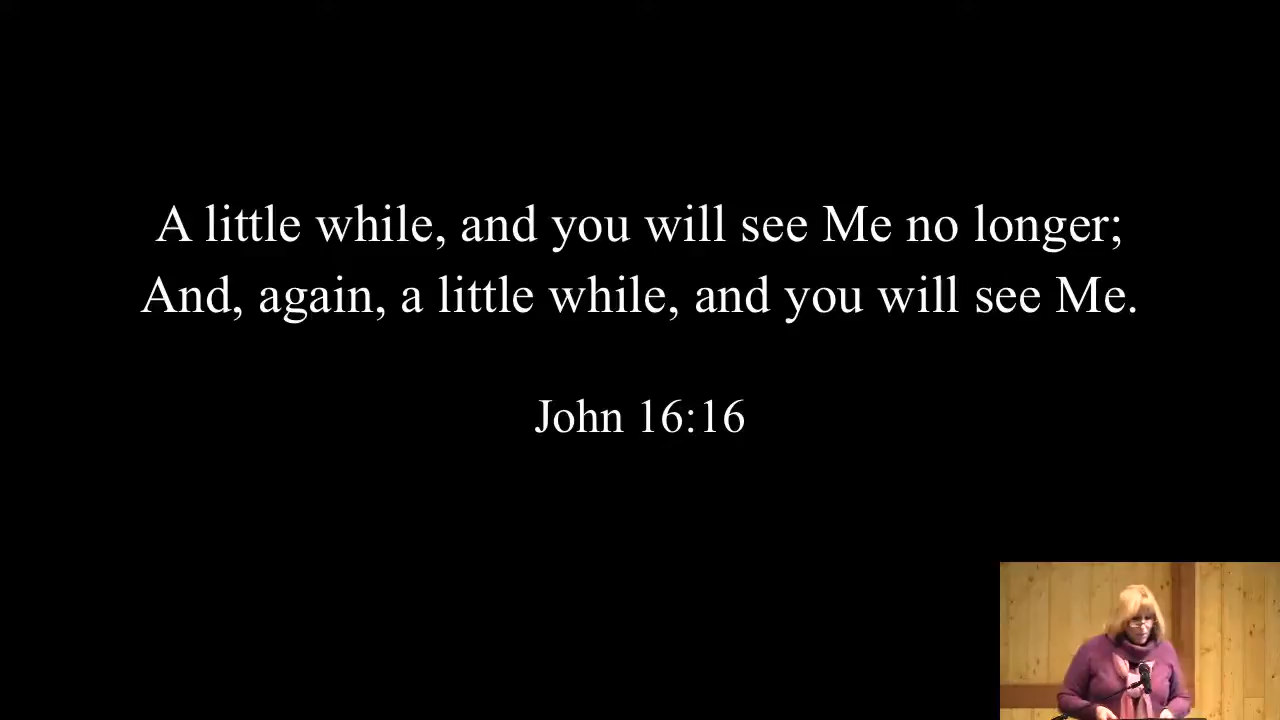 A little while, and you will see Me no longer;
And, again, a little while, and you will see Me.
John 16:16